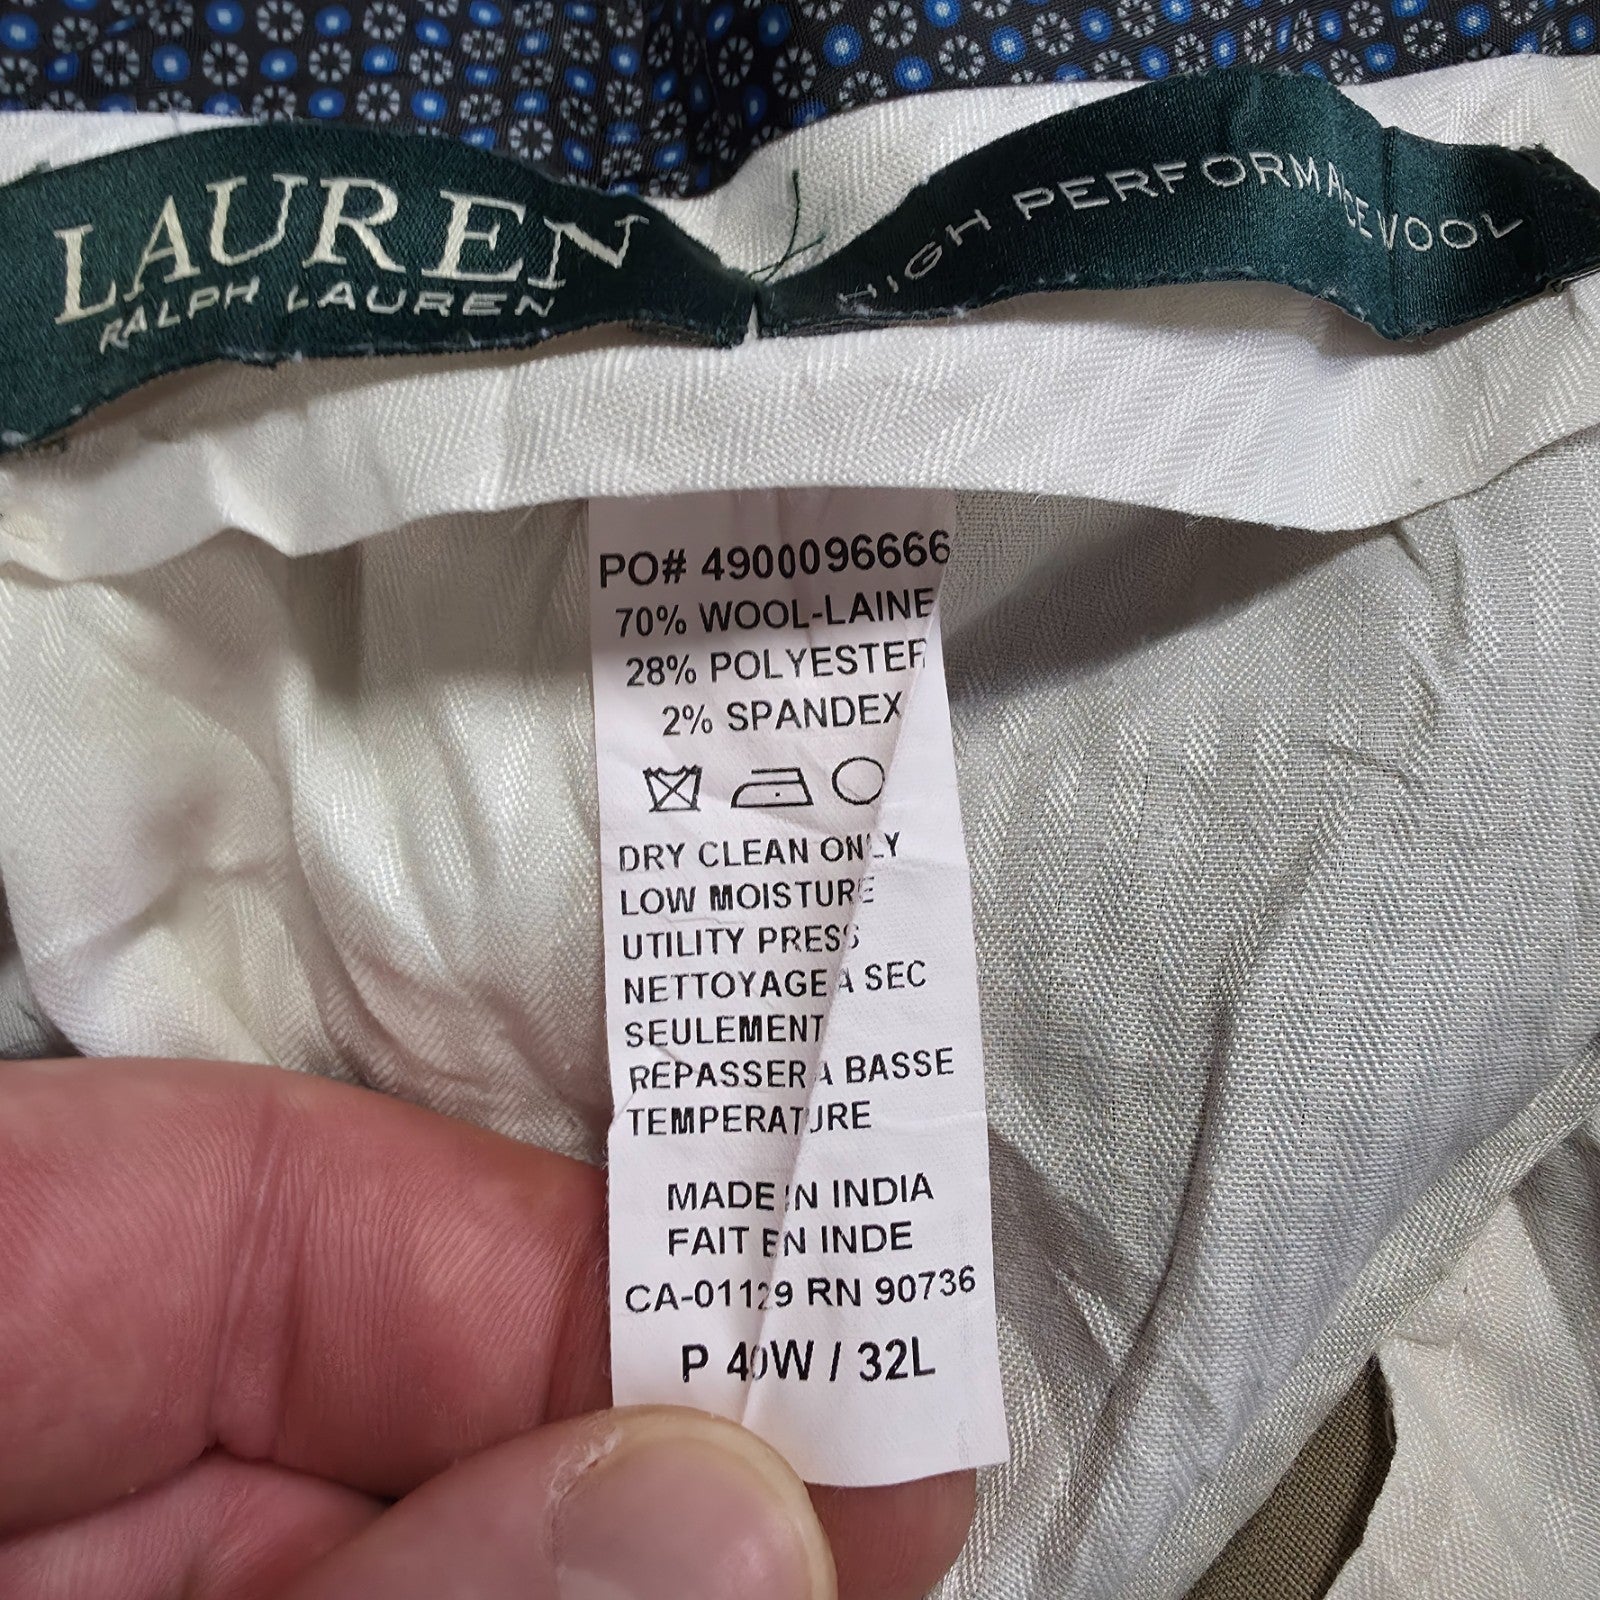 LAUREN
RALPH LAUREN
HIGH PERFORMANCE WOOL
PO# 4900096666
70% WOOL-LAINE
28% POLYESTER
2% SPANDEX
DRY CLEAN ONLY
LOW MOISTURE
UTILITY PRESS
NETTOYAGE A SEC
SEULEMENT
REPASSER A BASSE
TEMPERATURE
MADE IN INDIA
FAIT EN INDE
CA-01129 RN 90736
P 40W / 32L